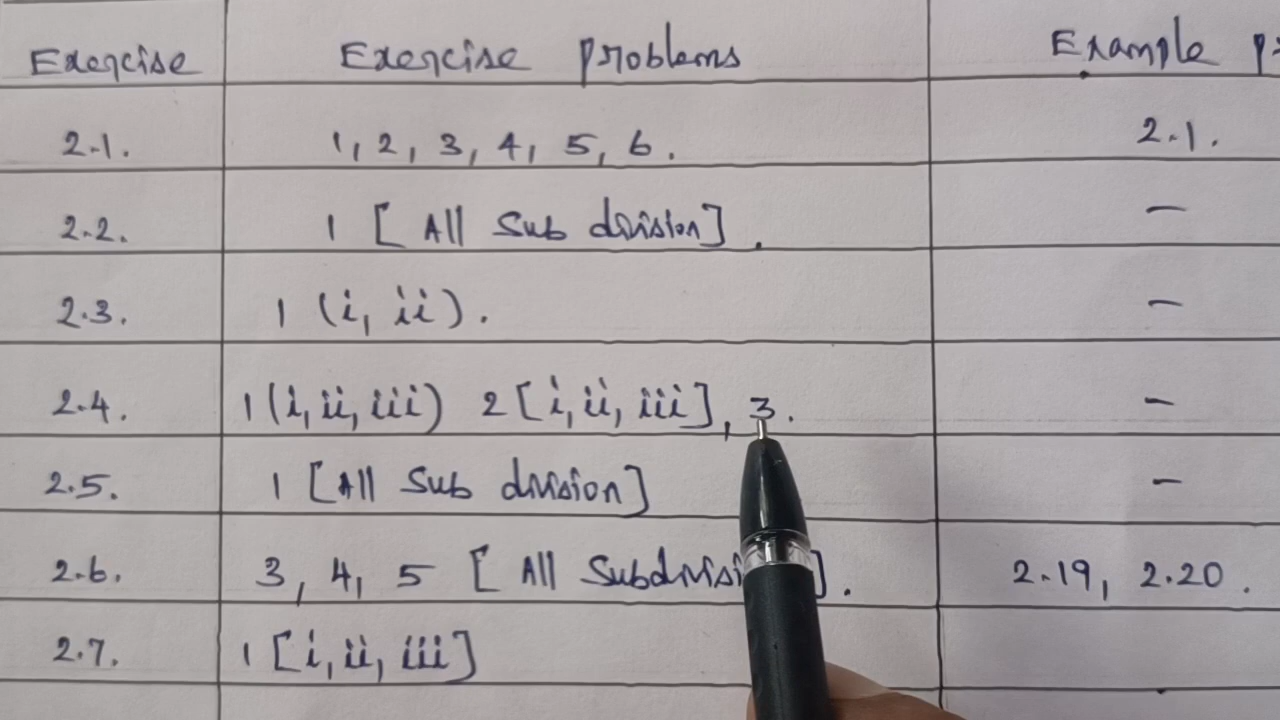 Exercise Exercise problems Example
2.1. 1, 2, 3, 4, 5, 6. 2.1.
2.2. 1 [ All Sub division] . –
2.3. 1 (i, ii). –
2.4. 1(i, ii, iii) 2[i, ii, iii], 3. –
2.5. 1 [All Sub division] –
2.6. 3, 4, 5 [ All ]. 2.19, 2.20 .
2.7. 1 [i, ii, iii]